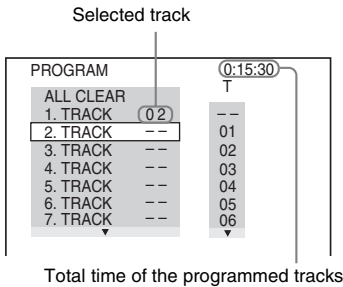 Selected track
PROGRAM 0:15:30
T
ALL CLEAR
1. TRACK 02 --
2. TRACK -- 01
3. TRACK -- 02
4. TRACK -- 03
5. TRACK -- 04
6. TRACK -- 05
7. TRACK -- 06
Total time of the programmed tracks